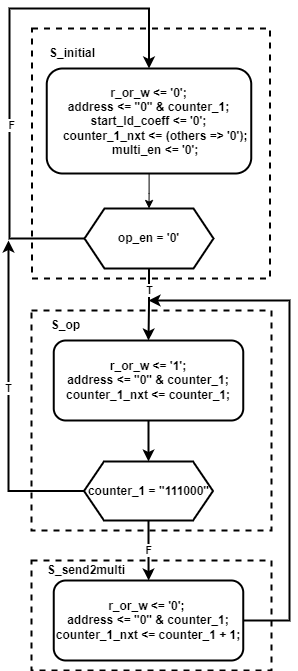 S_initial
r_or_w <= '0';
address <= "0" & counter_1;
start_ld_coeff <= '0';
counter_1_nxt <= (others => '0');
multi_en <= '0';
F
op_en = '0'
T
S_op
r_or_w <= '1';
address <= "0" & counter_1;
counter_1_nxt <= counter_1;
T
counter_1 = "111000"
F
S_send2multi
r_or_w <= '0';
address <= "0" & counter_1;
counter_1_nxt <= counter_1 + 1;